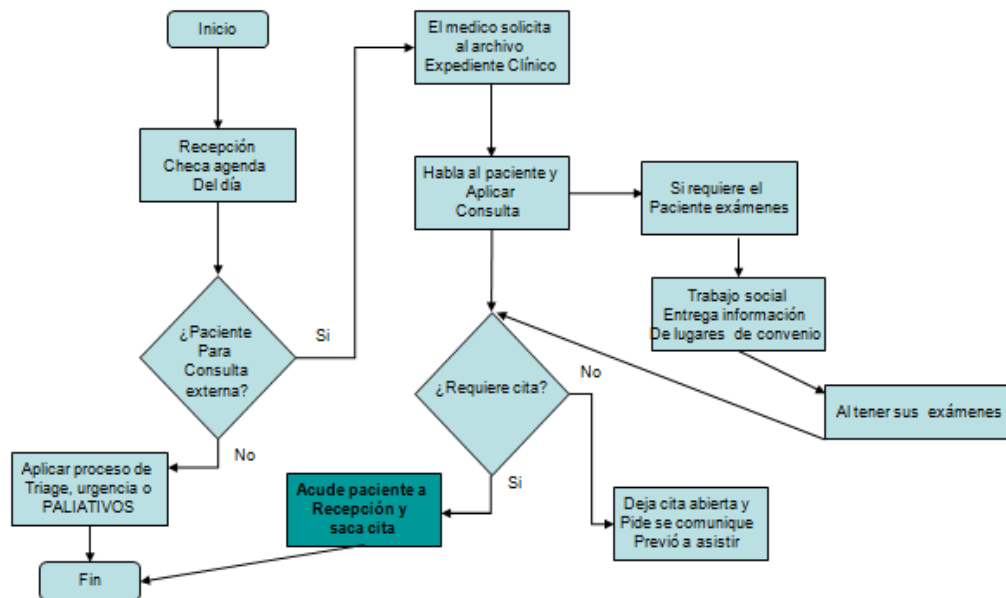 Inicio
Recepción
Checa agenda
Del día
¿Paciente
Para
Consulta
externa?
Si
No
Aplicar proceso de
Triage, urgencia o
PALIATIVOS
Fin
El medico solicita
al archivo
Expediente Clínico
Habla al paciente y
Aplicar
Consulta
Si requiere el
Paciente exámenes
Trabajo social
Entrega información
De lugares de convenio
Al tener sus exámenes
¿Requiere cita?
No
Si
Acude paciente a
Recepción y
saca cita
Deja cita abierta y
Pide se comunique
Previó a asistir